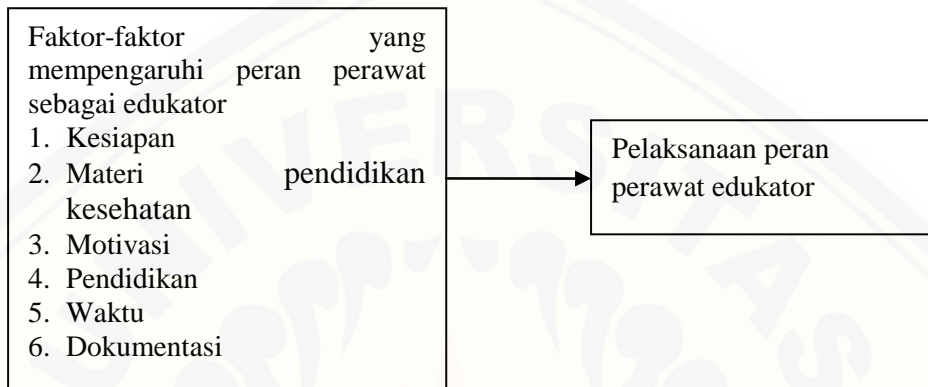 Faktor-faktor yang
mempengaruhi peran perawat
sebagai edukator
1. Kesiapan
2. Materi pendidikan
kesehatan
3. Motivasi
4. Pendidikan
5. Waktu
6. Dokumentasi
Pelaksanaan peran
perawat edukator
UNIVERSITAS